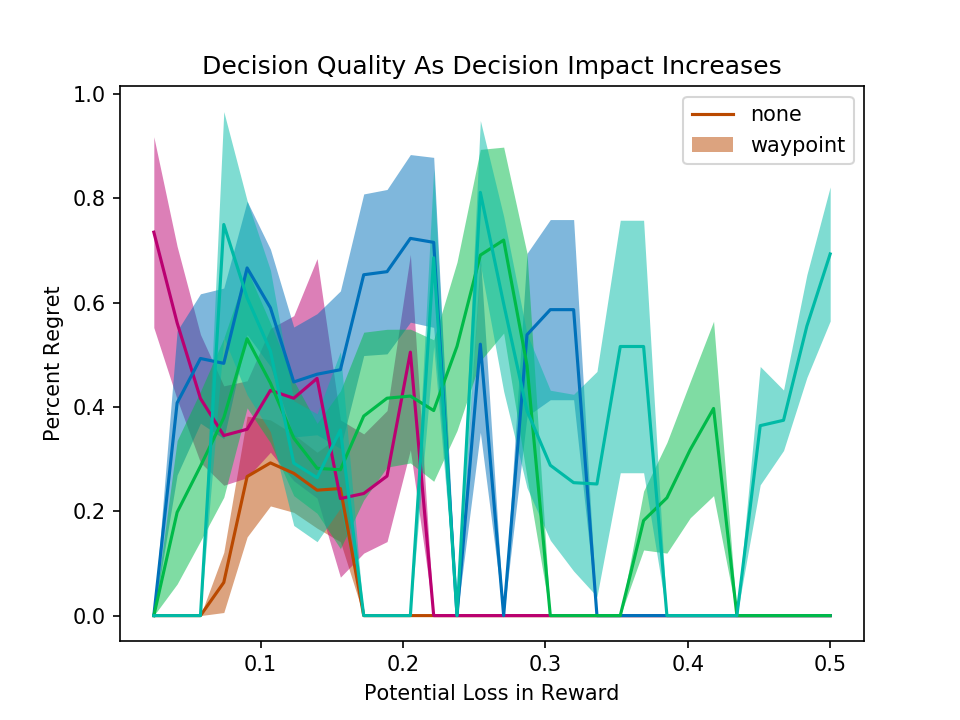 Decision Quality As Decision Impact Increases
none
waypoint
Percent Regret
1.0
0.8
0.6
0.4
0.2
0.0
0.1
0.2
0.3
0.4
0.5
Potential Loss in Reward